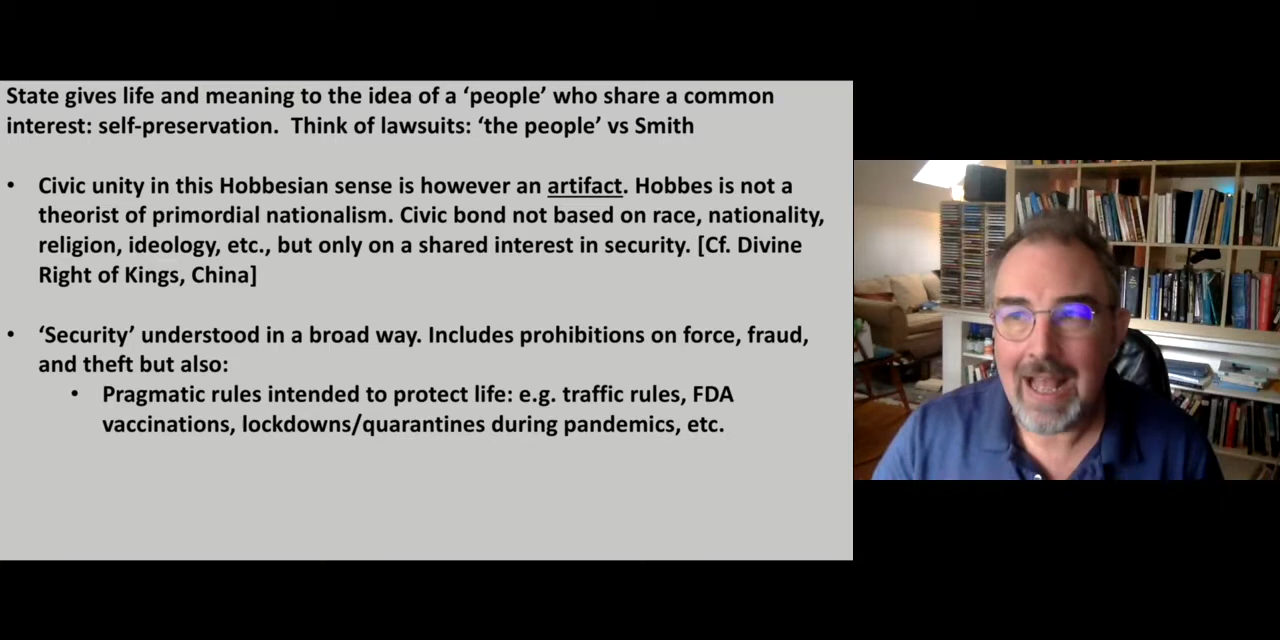 State gives life and meaning to the idea of a ‘people’ who share a common
interest: self-preservation.  Think of lawsuits: ‘the people’ vs Smith
• Civic unity in this Hobbesian sense is however an artifact. Hobbes is not a
theorist of primordial nationalism. Civic bond not based on race, nationality,
religion, ideology, etc., but only on a shared interest in security. [Cf. Divine
Right of Kings, China]
• ‘Security’ understood in a broad way. Includes prohibitions on force, fraud,
and theft but also:
• Pragmatic rules intended to protect life: e.g. traffic rules, FDA
vaccinations, lockdowns/quarantines during pandemics, etc.